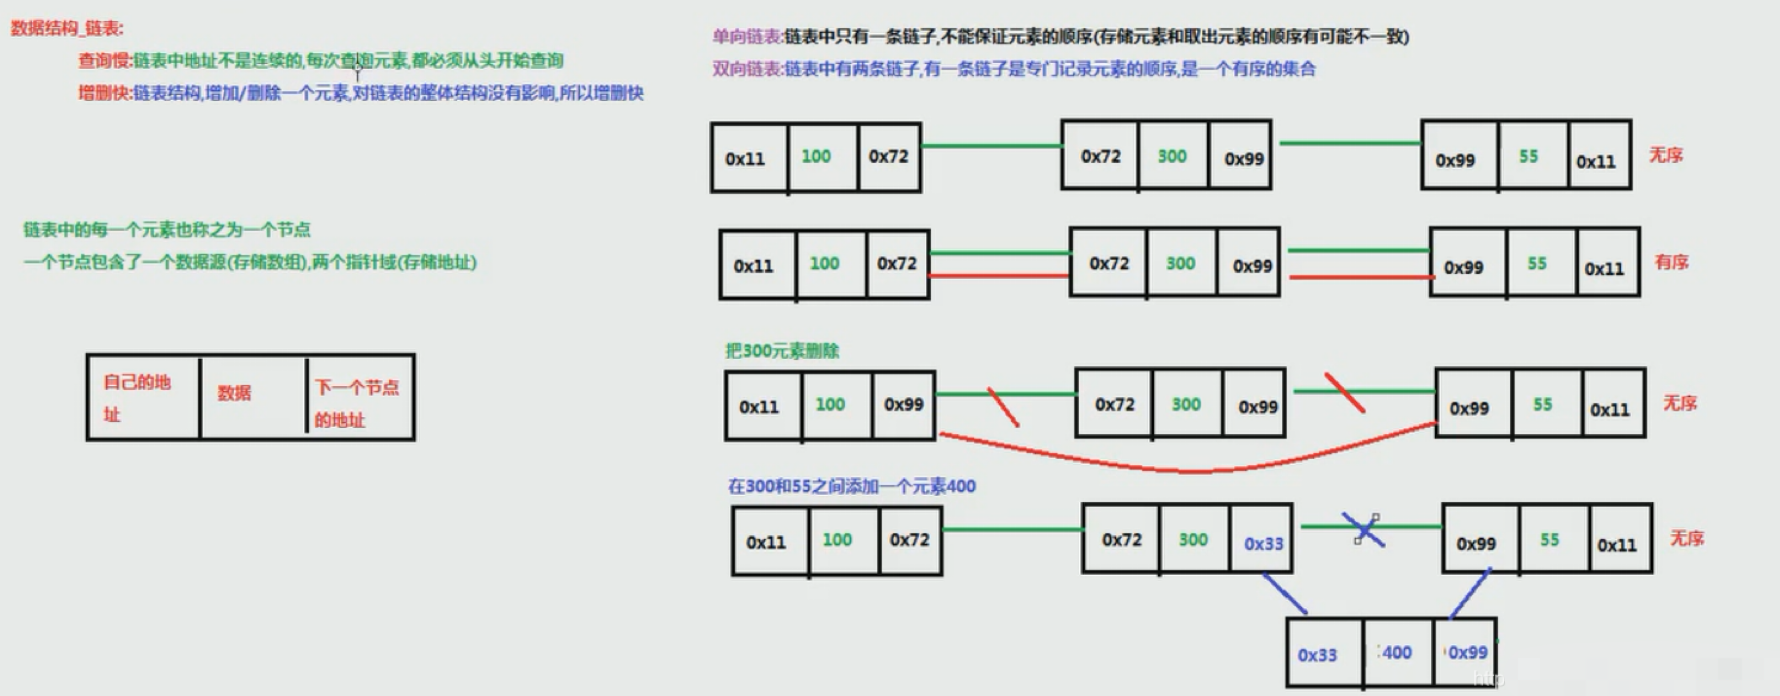 数据结构_链表:
查询慢:链表中地址不是连续的,每次查询元素,都必须从头开始查询
增删快:链表结构,增加/删除一个元素,对链表的整体结构没有影响,所以增删快
链表中的每一个元素也称之为一个节点
一个节点包含了一个数据源(存储数组),两个指针域(存储地址)
自己的地
址
数据
下一个节点
的地址
单向链表:链表中只有一条链子,不能保证元素的顺序(存储元素和取出元素的顺序有可能不一致)
双向链表:链表中有两条链子,有一条链子是专门记录元素的顺序,是一个有序的集合
0x11 100 0x72 0x72 300 0x99 0x99 55 0x11 无序
0x11 100 0x72 0x72 300 0x99 0x99 55 0x11 有序
把300元素删除
0x11 100 0x99 0x72 300 0x99 0x99 55 0x11 无序
在300和55之间添加一个元素400
0x11 100 0x72 0x72 300 0x33 0x99 55 0x11 无序
0x33 400 0x99